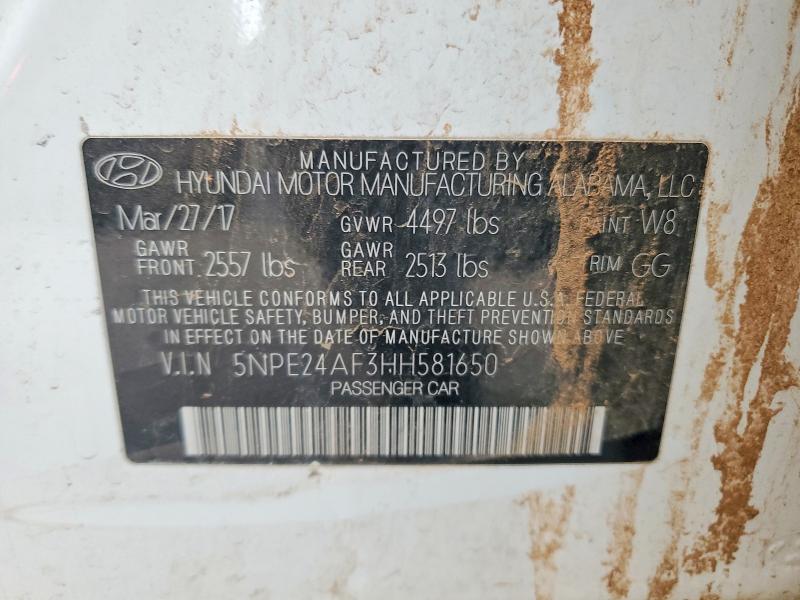 MANUFACTURED BY
HYUNDAI MOTOR MANUFACTURING ALABAMA, LLC
Mar/27/17 GVWR 4497 lbs PAINT W8
GAWR FRONT 2557 lbs GAWR REAR 2513 lbs RIM GG
THIS VEHICLE CONFORMS TO ALL APPLICABLE U.S.A. FEDERAL
MOTOR VEHICLE SAFETY, BUMPER, AND THEFT PREVENTION STANDARDS
IN EFFECT ON THE DATE OF MANUFACTURE SHOWN ABOVE
V.I.N 5NPE24AF3HH581650
PASSENGER CAR